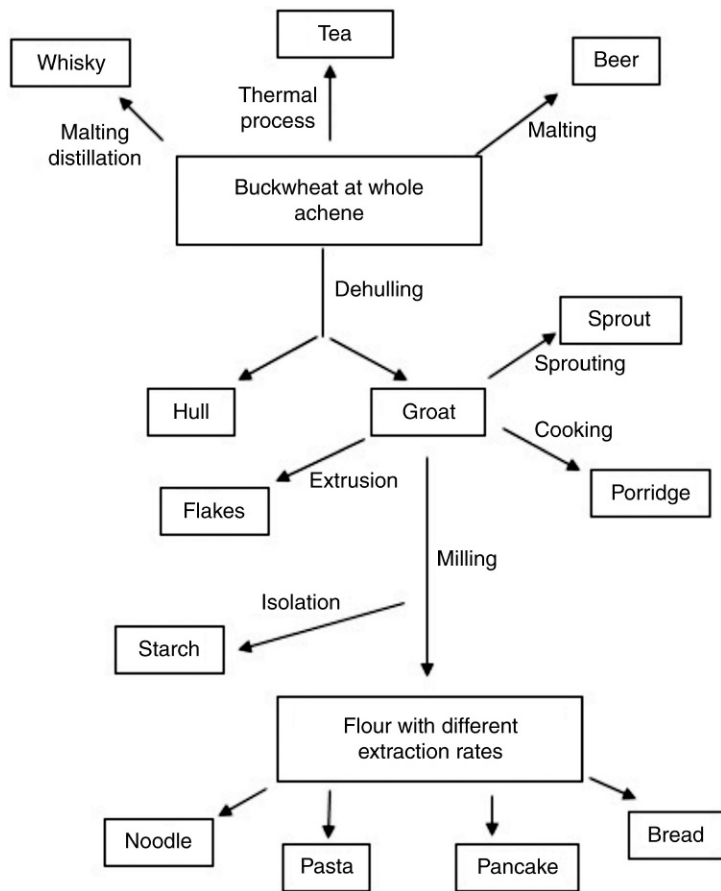 Tea
Whisky
Beer
Thermal
process
Malting
distillation
Malting
Buckwheat at whole
achene
Dehulling
Sprout
Sprouting
Hull
Groat
Cooking
Extrusion
Flakes
Porridge
Milling
Isolation
Starch
Flour with different
extraction rates
Noodle
Pasta
Pancake
Bread